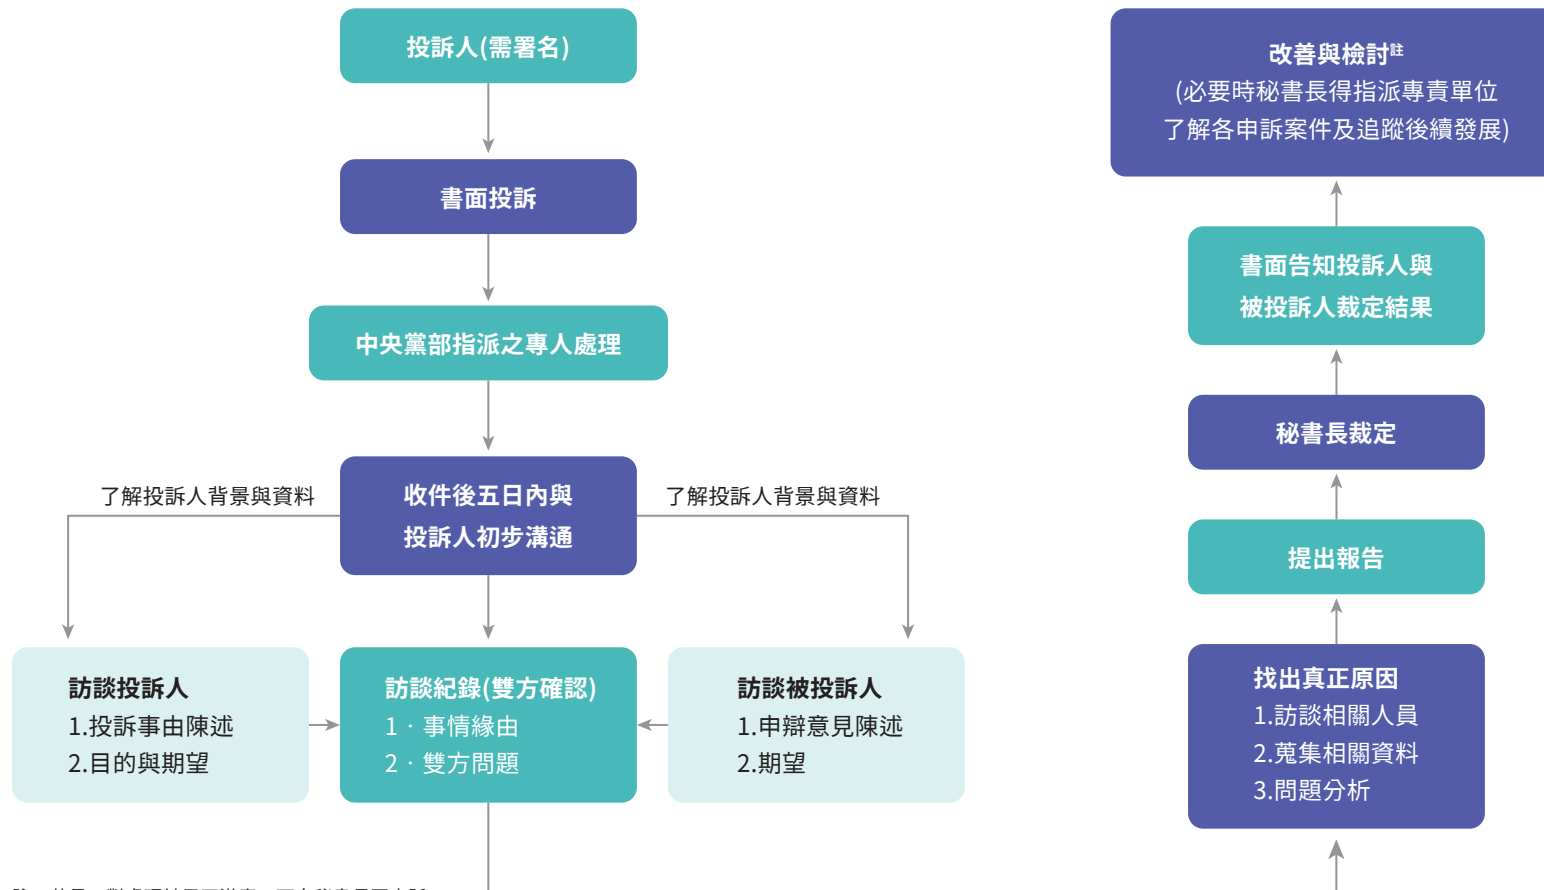 投訴人(需署名)
書面投訴
中央黨部指派之專人處理
收件後五日內與
投訴人初步溝通
了解投訴人背景與資料
了解投訴人背景與資料
訪談投訴人
1.投訴事由陳述
2.目的與期望
訪談紀錄(雙方確認)
1．事情緣由
2．雙方問題
訪談被投訴人
1.申辯意見陳述
2.期望
找出真正原因
1.訪談相關人員
2.蒐集相關資料
3.問題分析
提出報告
秘書長裁定
書面告知投訴人與
被投訴人裁定結果
改善與檢討註
(必要時秘書長得指派專責單位
了解各申訴案件及追蹤後續發展)